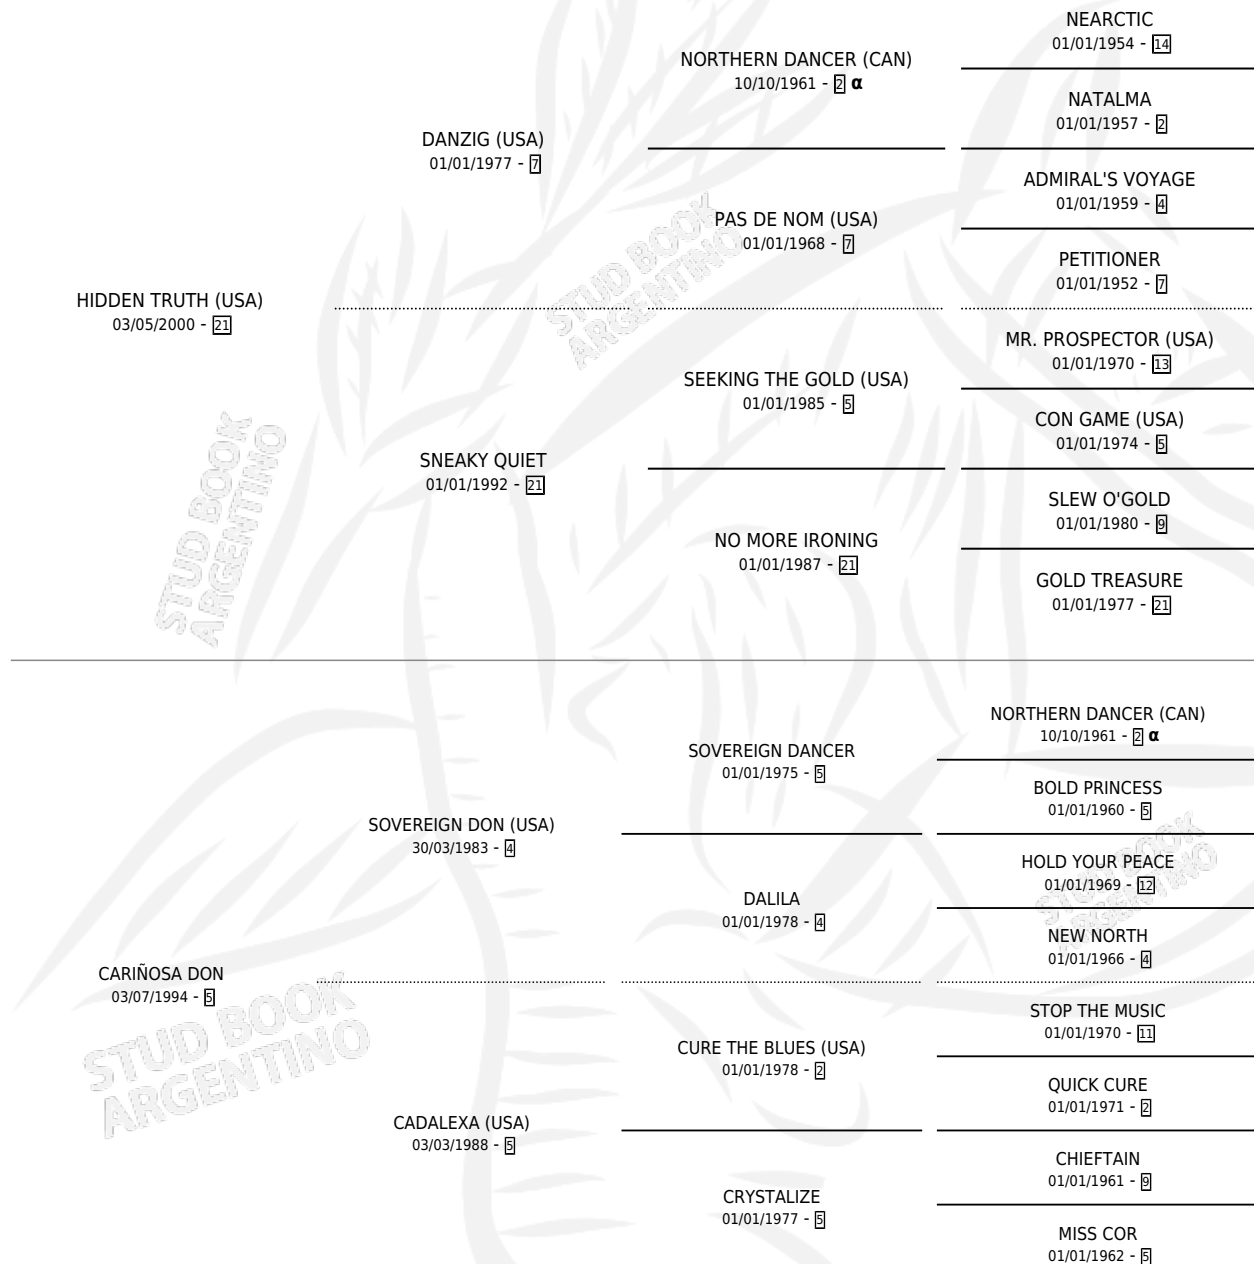 NEARCTIC
01/01/1954 - 14
NORTHERN DANCER (CAN)
10/10/1961 - 2 α
NATALMA
01/01/1957 - 2
DANZIG (USA)
01/01/1977 - 7
ADMIRAL'S VOYAGE
01/01/1959 - 4
PAS DE NOM (USA)
01/01/1968 - 7
PETITIONER
01/01/1952 - 7
HIDDEN TRUTH (USA)
03/05/2000 - 21
STUD BOOK
ARGENTINO
MR. PROSPECTOR (USA)
01/01/1970 - 13
SEEKING THE GOLD (USA)
01/01/1985 - 5
CON GAME (USA)
01/01/1974 - 5
SNEAKY QUIET
01/01/1992 - 21
SLEW O'GOLD
01/01/1980 - 9
NO MORE IRONING
01/01/1987 - 21
GOLD TREASURE
01/01/1977 - 21
STUD BOOK
ARGENTINO
NORTHERN DANCER (CAN)
10/10/1961 - 2 α
SOVEREIGN DANCER
01/01/1975 - 5
BOLD PRINCESS
01/01/1960 - 5
SOVEREIGN DON (USA)
30/03/1983 - 4
HOLD YOUR PEACE
01/01/1969 - 12
DALILA
01/01/1978 - 4
NEW NORTH
01/01/1966 - 4
STUD BOOK
ARGENTINO
CARIÑOSA DON
03/07/1994 - 5
STUD BOOK
ARGENTINO
STOP THE MUSIC
01/01/1970 - 11
CURE THE BLUES (USA)
01/01/1978 - 2
QUICK CURE
01/01/1971 - 2
CADALEXA (USA)
03/03/1988 - 5
CHIEFTAIN
01/01/1961 - 9
CRYSTALIZE
01/01/1977 - 5
MISS COR
01/01/1962 - 5